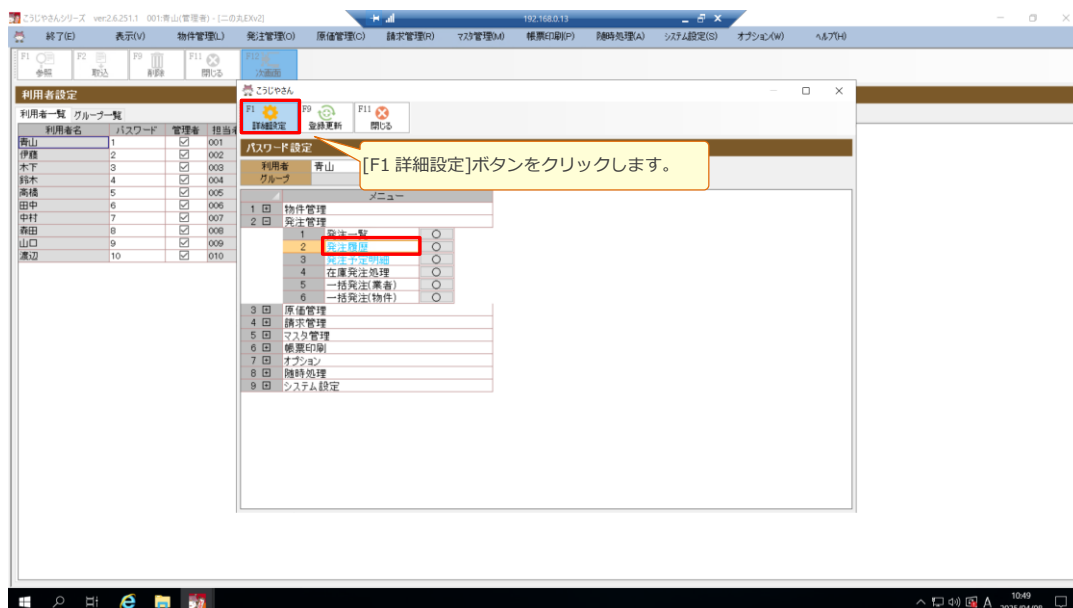 こうじやさんシリーズ ver.2.6.251.1 001:青山(管理者) - [二の丸EXv2]
192.168.0.13
終了(E) 表示(V) 物件管理(L) 発注管理(O) 原価管理(C) 請求管理(R) マスタ管理(M) 帳票印刷(P) 随時処理(A) システム設定(S) オプション(W) ヘルプ(H)
F1 参照 F2 取込 F9 削除 F11 閉じる F12 次画面
利用者設定
利用者一覧 グループ一覧
利用者名 パスワード 管理者
青山 1 001
伊藤 2 002
木下 3 003
鈴木 4 004
高橋 5 005
田中 6 006
中村 7 007
森田 8 008
山口 9 009
渡辺 10 010
こうじやさん
F1 詳細設定 F9 登録更新 F11 閉じる
パスワード設定
[F1 詳細設定]ボタンをクリックします。
利用者 青山
グループ
メニュー
1 物件管理
2 発注管理
1 発注一覧 ○
2 発注履歴 ○
3 発注予定明細 ○
4 在庫発注処理 ○
5 一括発注(業者) ○
6 一括発注(物件) ○
3 原価管理
4 請求管理
5 マスタ管理
6 帳票印刷
7 オプション
8 随時処理
9 システム設定
A 10:49